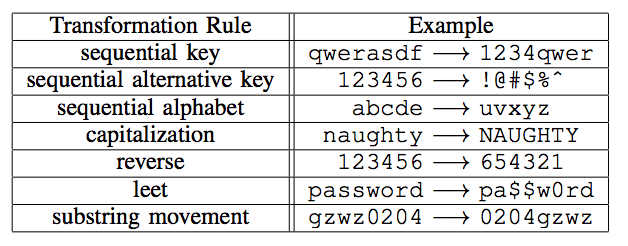 Transformation Rule Example
sequential key qwerasdf → 1234qwer
sequential alternative key 123456 → !@#$%^
sequential alphabet abcde → uvxyz
capitalization naughty → NAUGHTY
reverse 123456 → 654321
leet password → pa$$w0rd
substring movement gzwz0204 → 0204gzwz